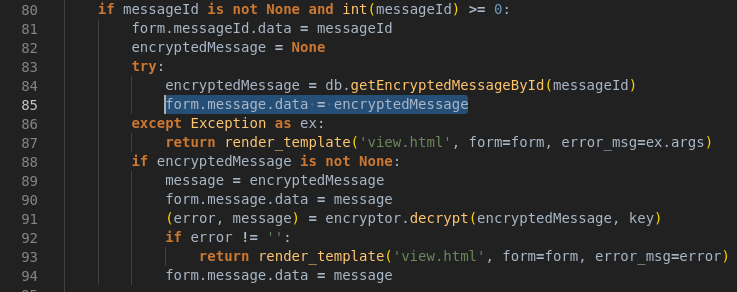 80 if messageId is not None and int(messageId) >= 0:
81 form.messageId.data = messageId
82 encryptedMessage = None
83 try:
84 encryptedMessage = db.getEncryptedMessageById(messageId)
85 form.message.data = encryptedMessage
86 except Exception as ex:
87 return render_template('view.html', form=form, error_msg=ex.args)
88 if encryptedMessage is not None:
89 message = encryptedMessage
90 form.message.data = message
91 (error, message) = encryptor.decrypt(encryptedMessage, key)
92 if error != '':
93 return render_template('view.html', form=form, error_msg=error)
94 form.message.data = message